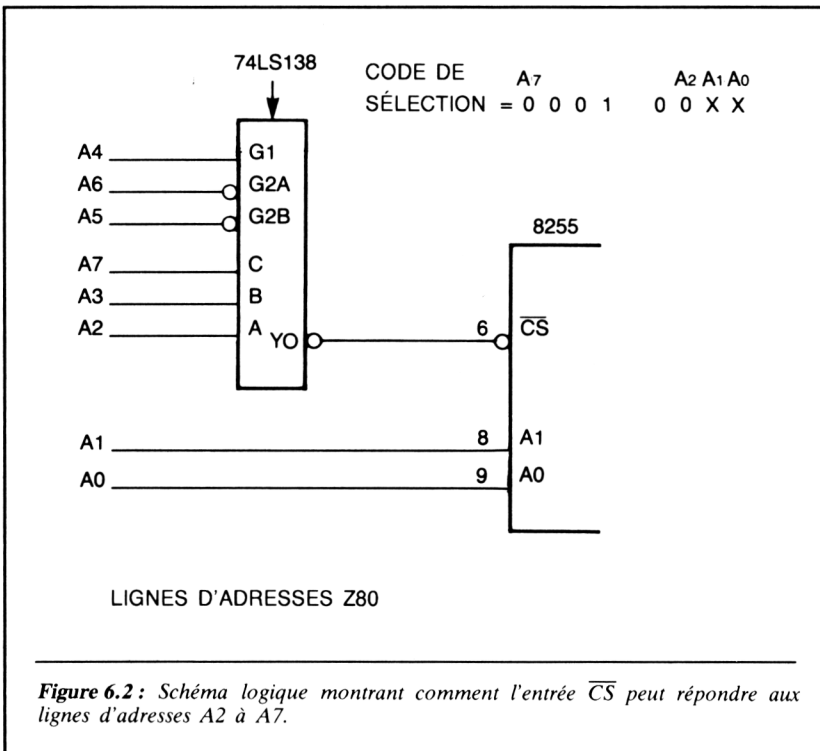 74LS138
CODE DE A7 A2 A1 A0
SÉLECTION = 0 0 0 1 0 0 X X
A4 G1
A6 G2A
A5 G2B
8255
A7 C
A3 B
A2 A YO 6 CS
A1 8 A1
A0 9 A0
LIGNES D'ADRESSES Z80
Figure 6.2 : Schéma logique montrant comment l'entrée CS peut répondre aux
lignes d'adresses A2 à A7.